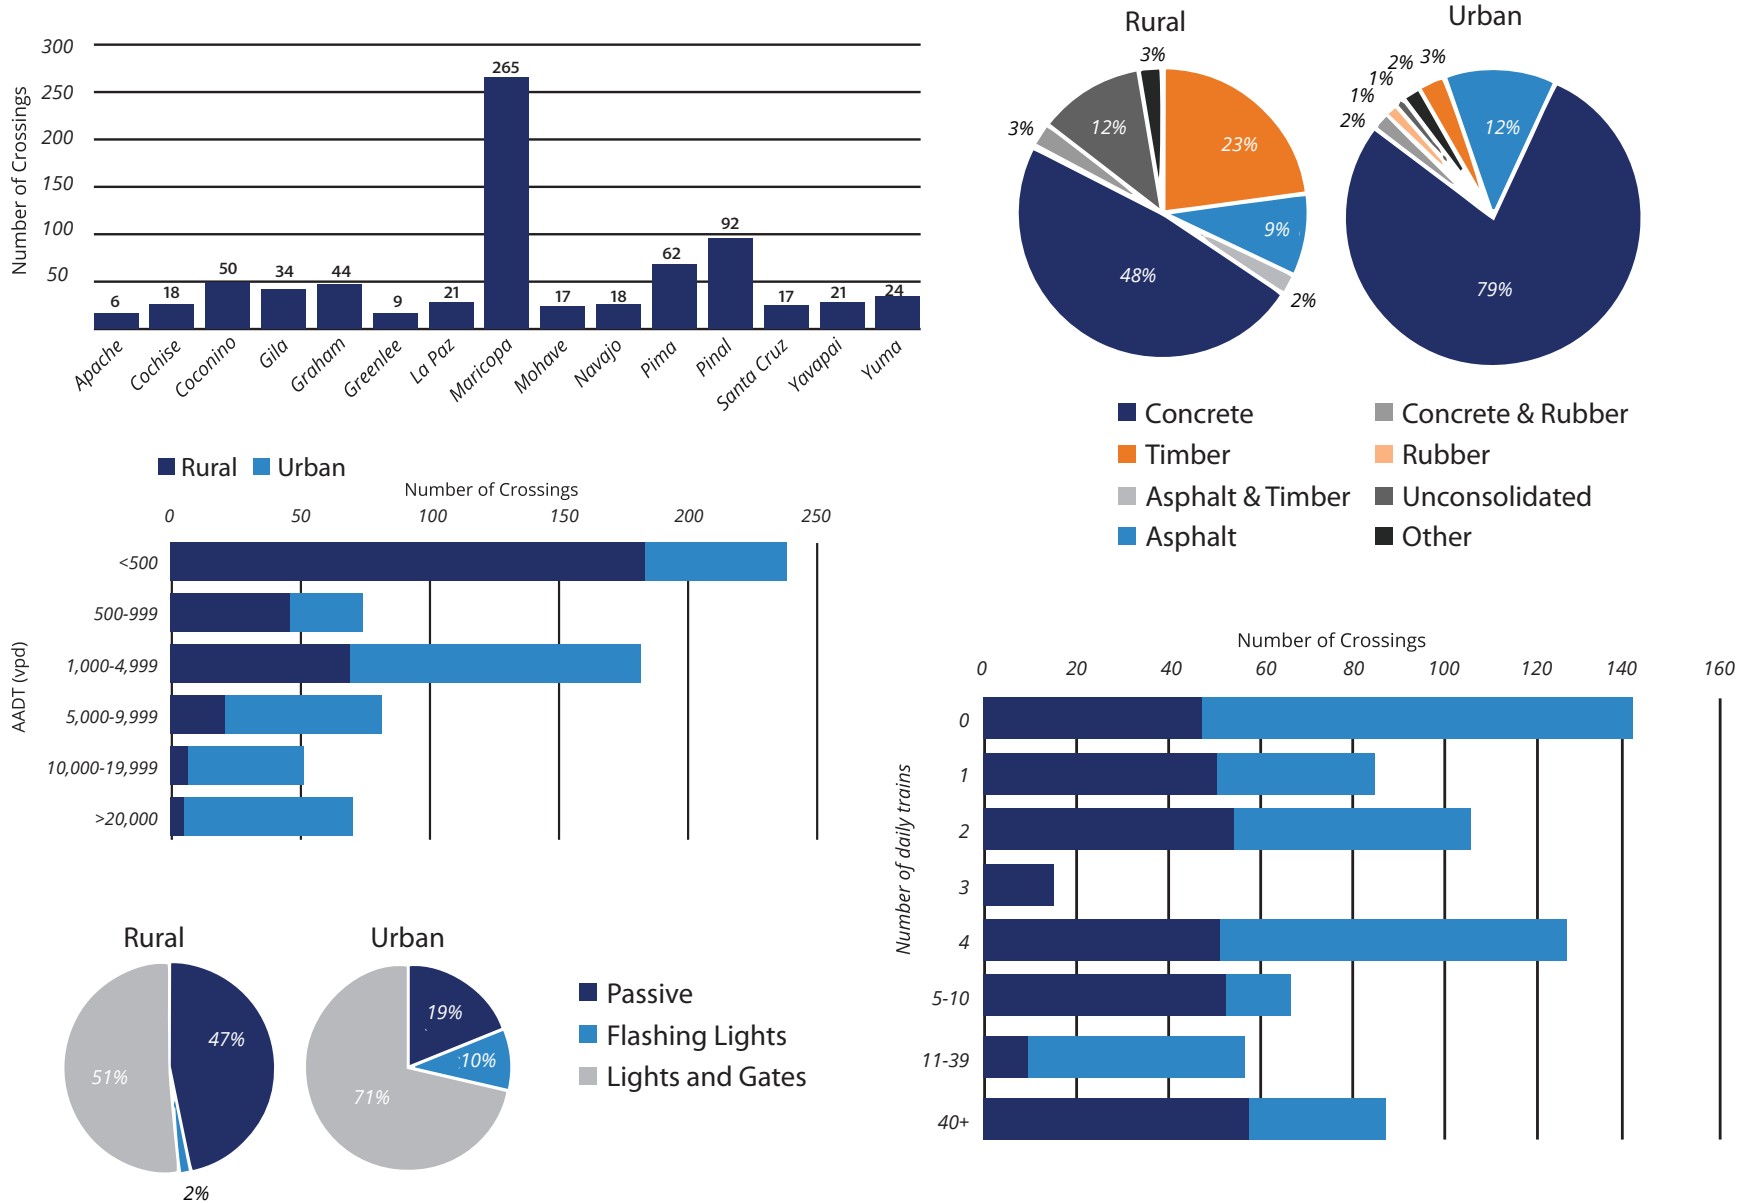 Number of Crossings
300
250
200
150
100
50
6
18
50
34
44
9
21
265
17
18
62
92
17
21
24
Apache
Cochise
Coconino
Gila
Graham
Greenlee
La Paz
Maricopa
Mohave
Navajo
Pima
Pinal
Santa Cruz
Yavapai
Yuma
Rural
3%
23%
9%
2%
48%
3%
12%
Urban
2%
1%
1%
2%
3%
12%
79%
Concrete
Timber
Asphalt & Timber
Asphalt
Concrete & Rubber
Rubber
Unconsolidated
Other
Rural
Urban
Number of Crossings
0 50 100 150 200 250
AADT (vpd)
<500
500-999
1,000-4,999
5,000-9,999
10,000-19,999
>20,000
Number of Crossings
0 20 40 60 80 100 120 140 160
Number of daily trains
0
1
2
3
4
5-10
11-39
40+
Rural
47%
51%
2%
Urban
19%
10%
71%
Passive
Flashing Lights
Lights and Gates